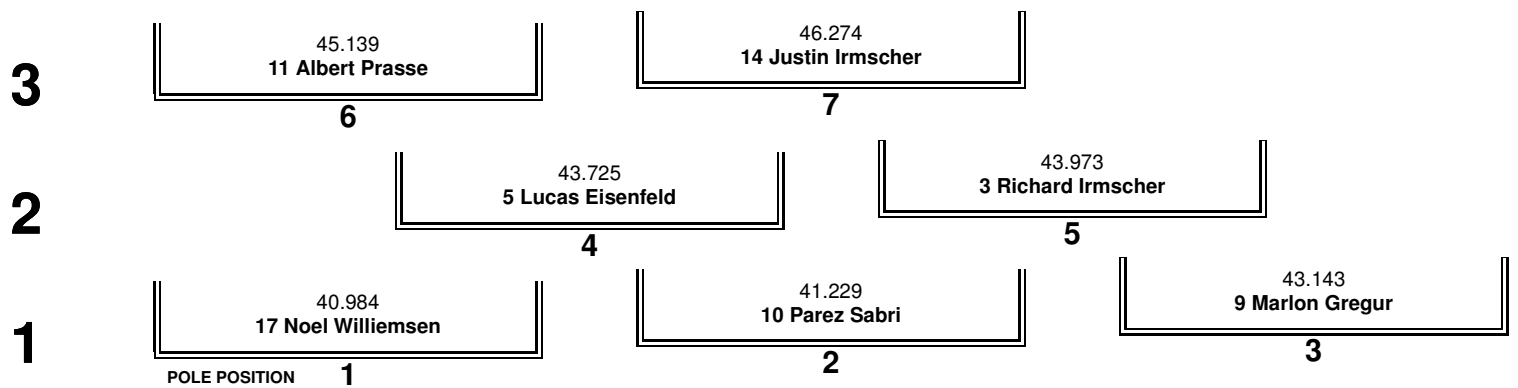 3
45.139
11 Albert Prasse
6
46.274
14 Justin Irmscher
7
2
43.725
5 Lucas Eisenfeld
4
43.973
3 Richard Irmscher
5
1
40.984
17 Noel Williemsen
POLE POSITION 1
41.229
10 Parez Sabri
2
43.143
9 Marlon Gregur
3